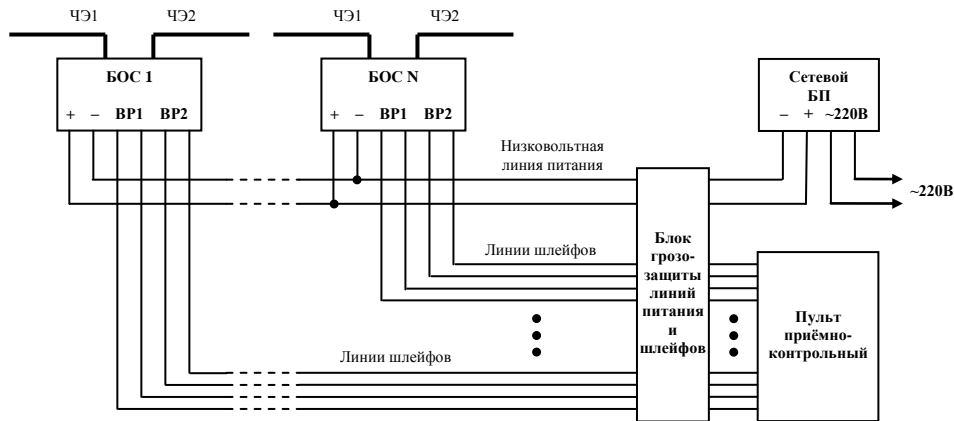 ЧЭ1 ЧЭ2 ЧЭ1 ЧЭ2
БОС 1
+ – ВР1 ВР2
БОС N
+ – ВР1 ВР2
Сетевой
БП
– + ~220В
~220В
Низковольтная
линия питания
Линии шлейфов
Блок
грозо-
защиты
линий
питания
и
шлейфов
Пульт
приёмно-
контрольный
Линии шлейфов